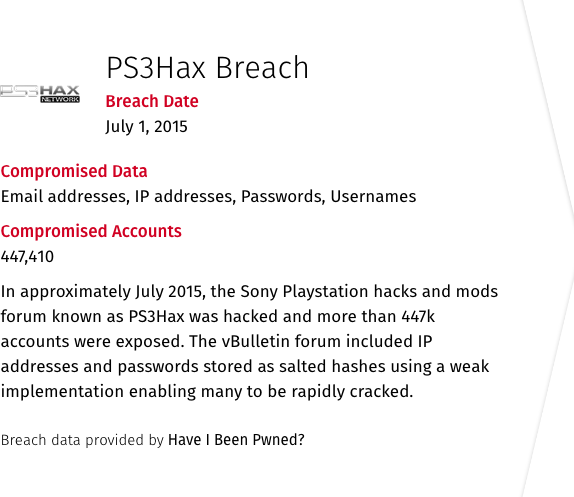 PS3HAX
NETWORK
PS3Hax Breach
Breach Date
July 1, 2015
Compromised Data
Email addresses, IP addresses, Passwords, Usernames
Compromised Accounts
447,410
In approximately July 2015, the Sony Playstation hacks and mods
forum known as PS3Hax was hacked and more than 447k
accounts were exposed. The vBulletin forum included IP
addresses and passwords stored as salted hashes using a weak
implementation enabling many to be rapidly cracked.
Breach data provided by Have I Been Pwned?